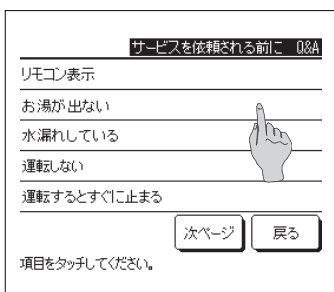 サービスを依頼される前に Q&A
リモコン表示
お湯が出ない
水漏れしている
運転しない
運転するとすぐに止まる
次ページ 戻る
項目をタッチしてください。